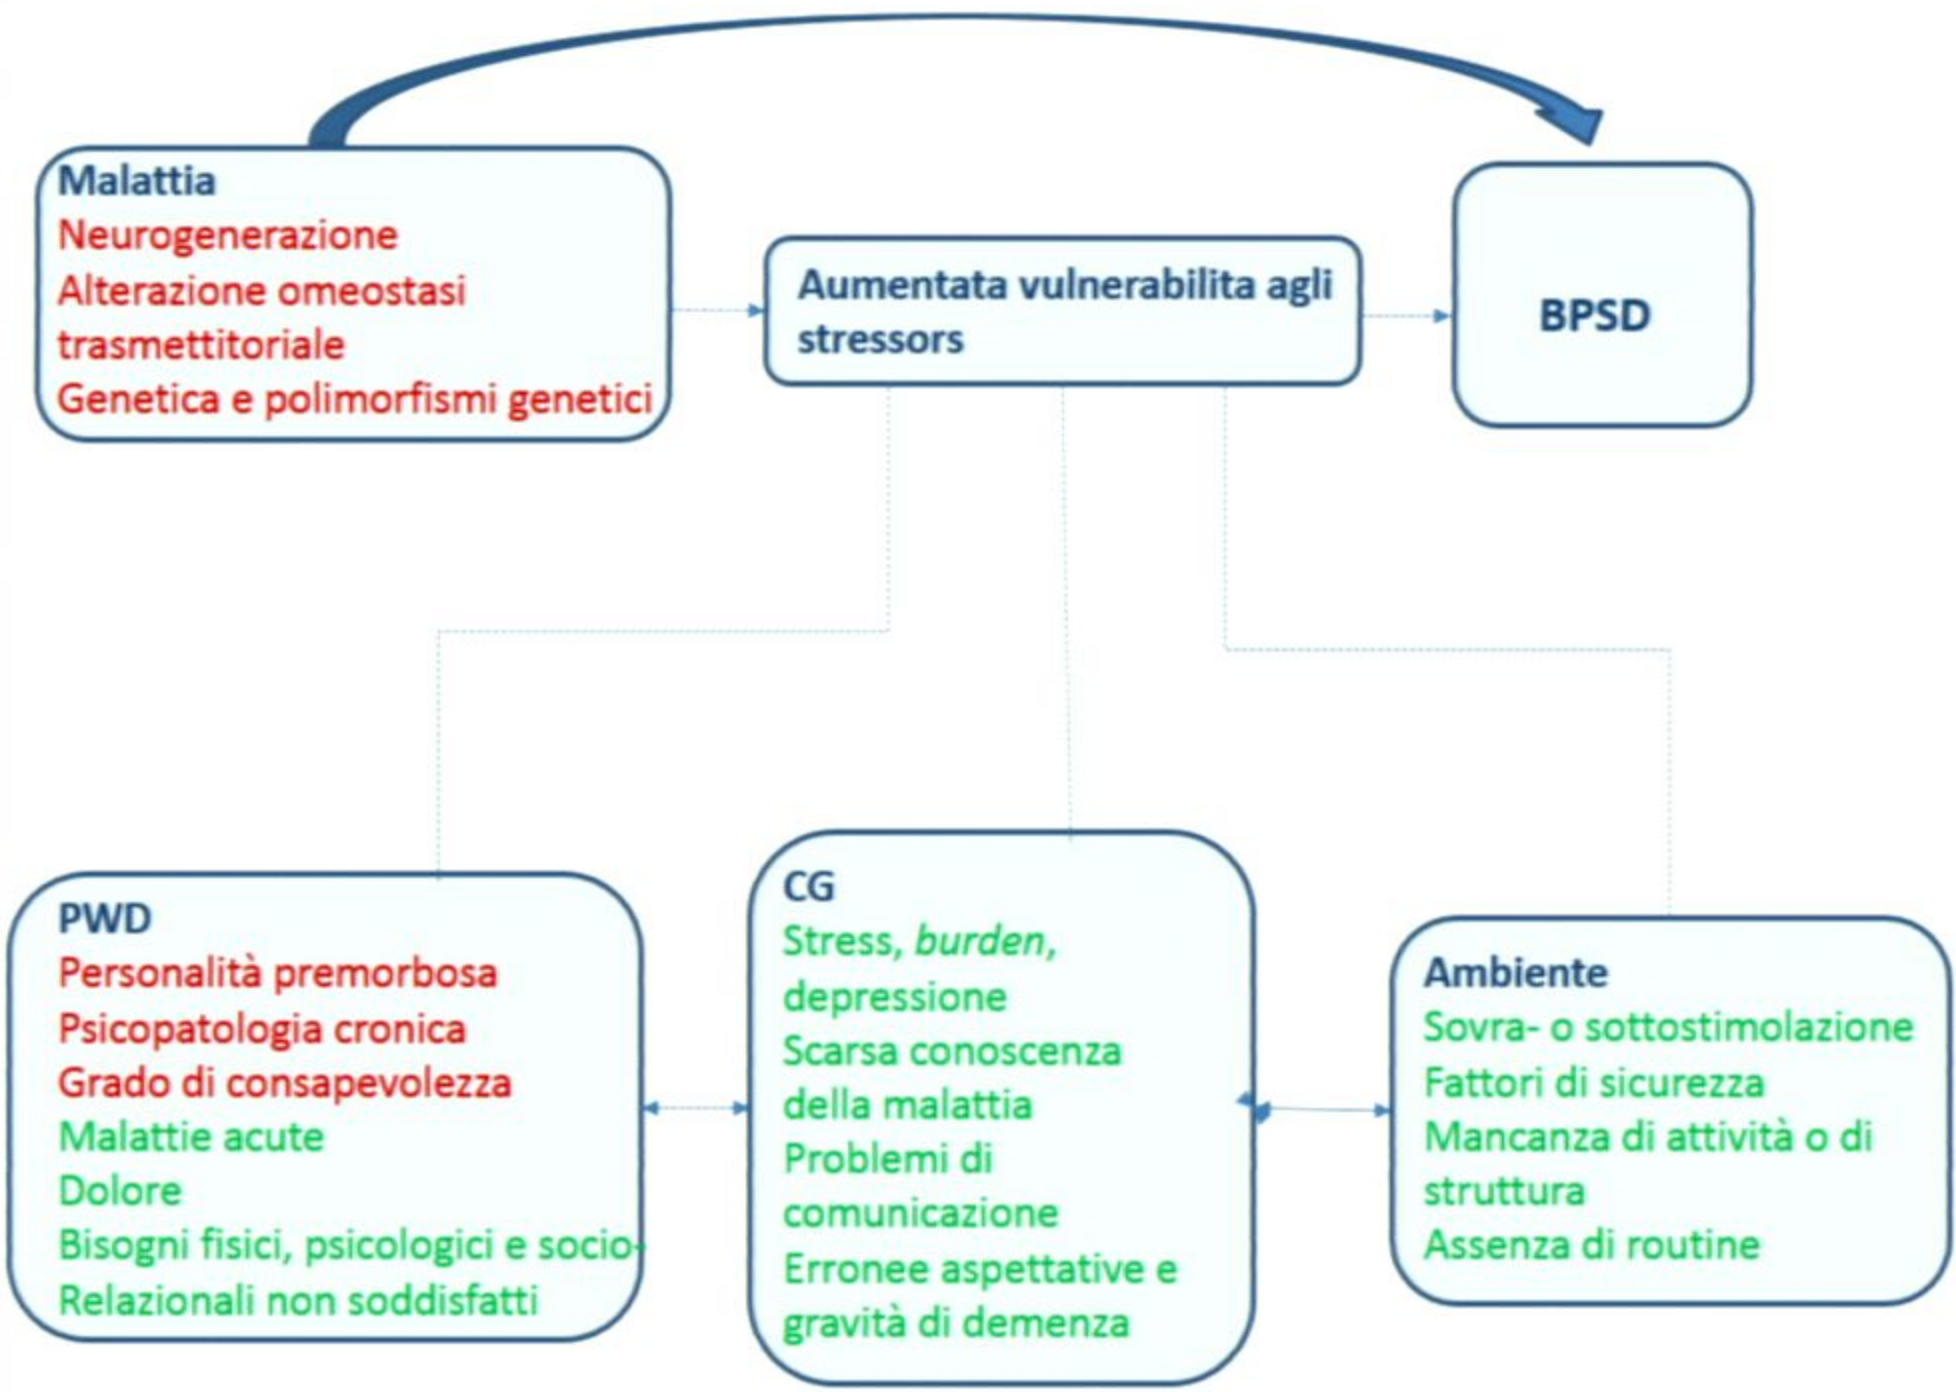 Malattia
Neurogenerazione
Alterazione omeostasi
trasmettitoriale
Genetica e polimorfismi genetici
Aumentata vulnerabilita agli
stressors
BPSD
PWD
Personalità premorbosa
Psicopatologia cronica
Grado di consapevolezza
Malattie acute
Dolore
Bisogni fisici, psicologici e socio-
Relazionali non soddisfatti
CG
Stress, burden,
depressione
Scarsa conoscenza
della malattia
Problemi di
comunicazione
Erronee aspettative e
gravità di demenza
Ambiente
Sovra- o sottostimolazione
Fattori di sicurezza
Mancanza di attività o di
struttura
Assenza di routine